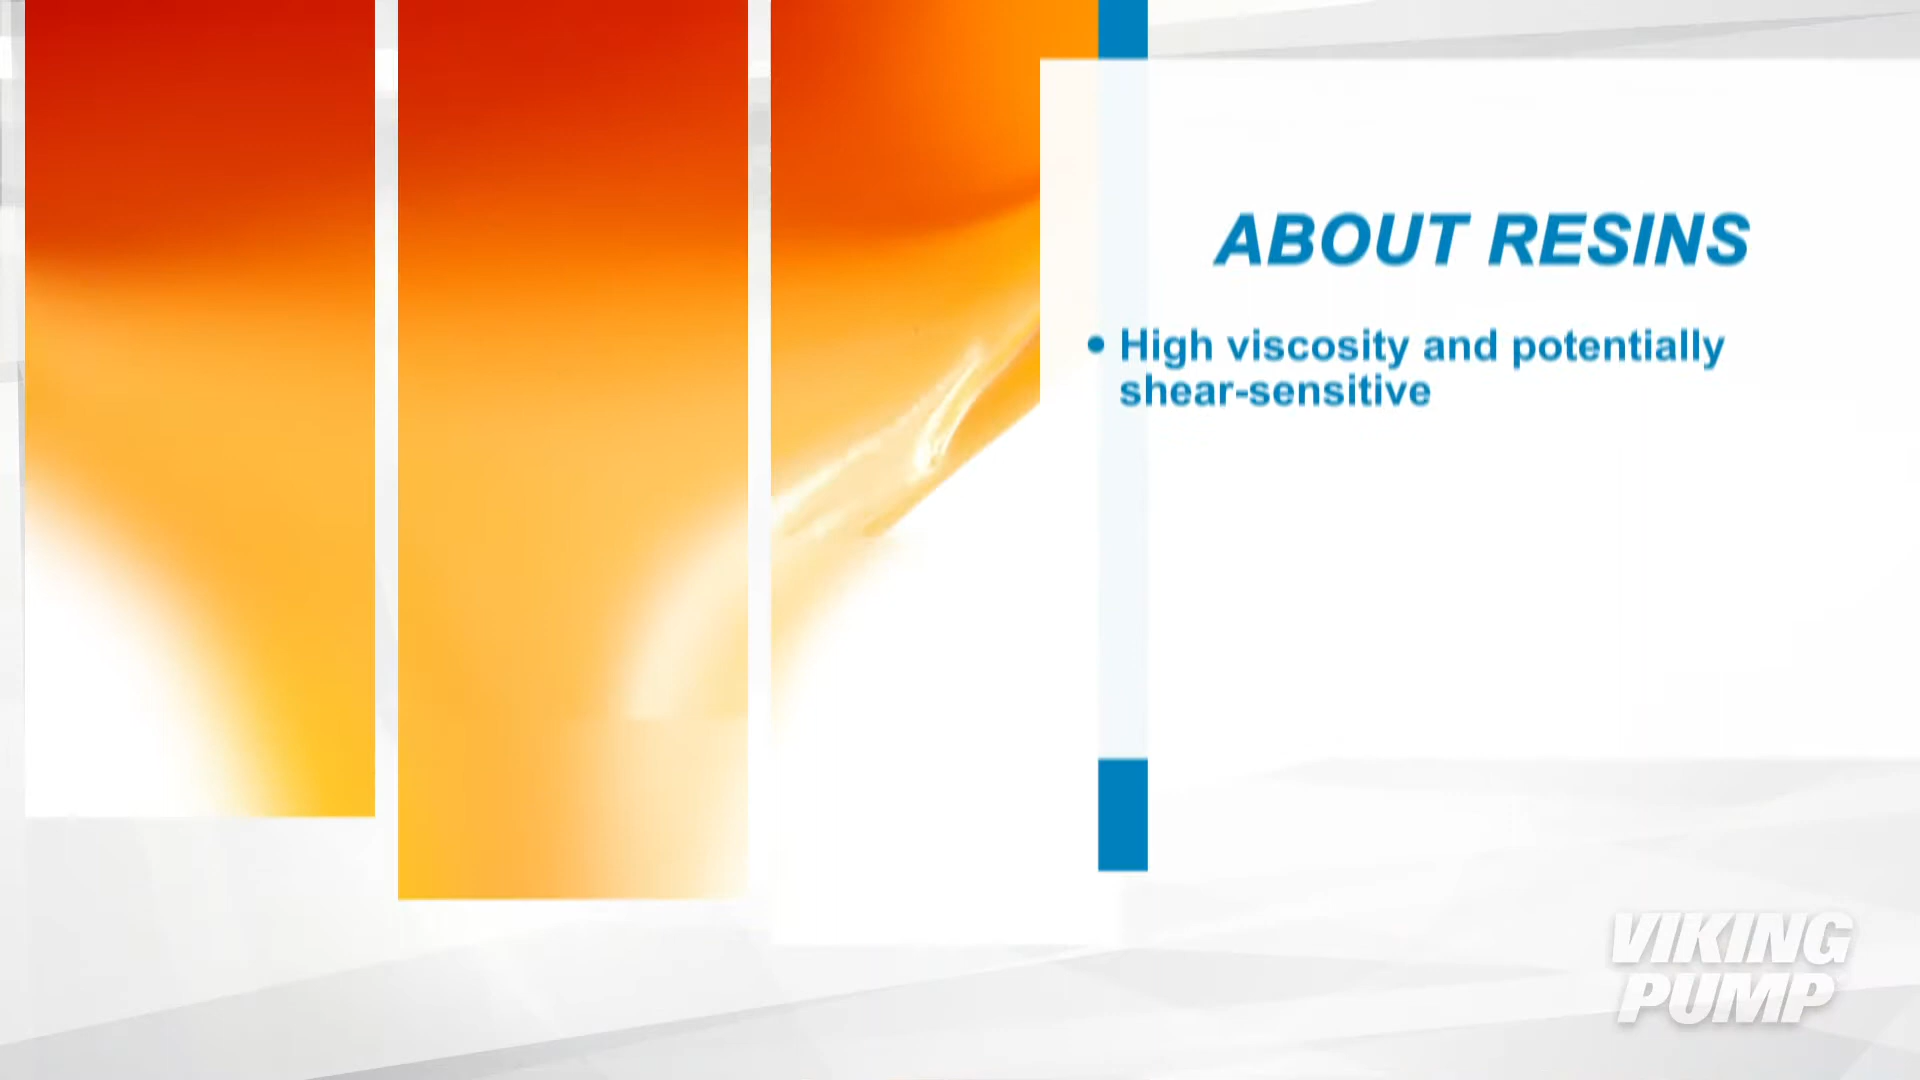 ABOUT RESINS
• High viscosity and potentially
shear-sensitive
VIKING
PUMP